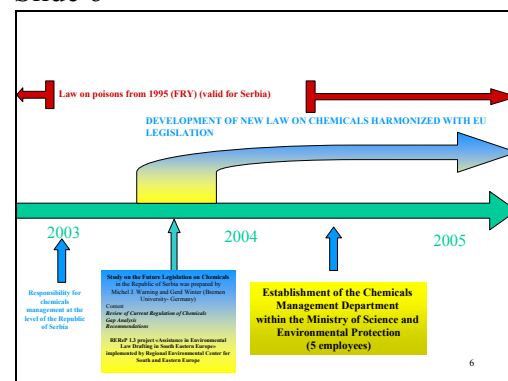 Slide 6
Law on poisons from 1995 (FRY) (valid for Serbia)
DEVELOPMENT OF NEW LAW ON CHEMICALS HARMONIZED WITH EU
LEGISLATION
2003
2004
2005
Responsibility for
chemicals
management at the
level of the Republic
of Serbia
Study on the Future Legislation on Chemicals
in the Republic of Serbia was prepared by
Michel J. Warning and Gerd Winter (Bremen
University- Germany)
Content
Review of Current Regulation of Chemicals
Gap Analysis
Recommendations
REReP 1.3 project «Assistance in Environmental
Law Drafting in South Eastern Europe»
implemented by Regional Environmental Center for
South and Eastern Europe
Establishment of the Chemicals
Management Department
within the Ministry of Science and
Environmental Protection
(5 employees)
6